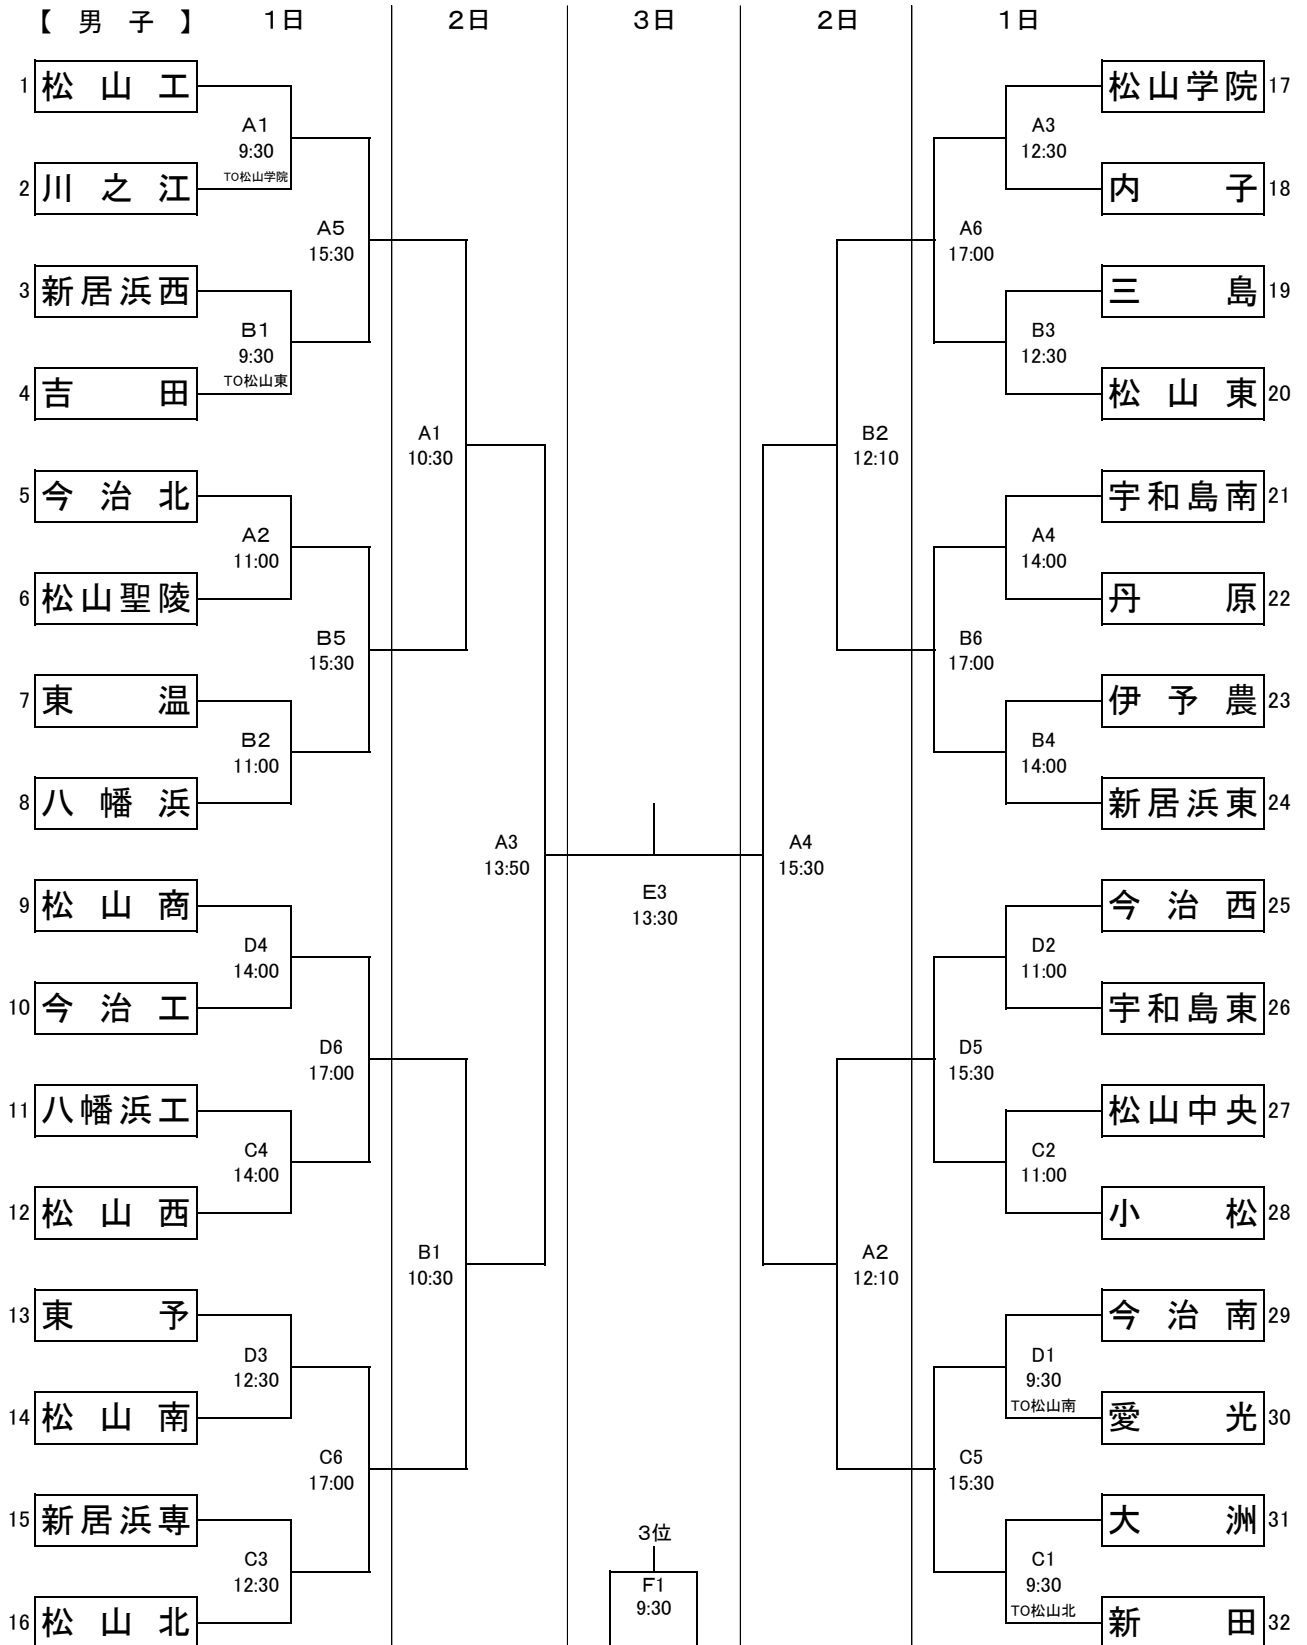 【 男 子 】 1日 2日 3日 2日 1日
1 松 山 工
A1
9:30
TO松山学院
2 川 之 江
A5
15:30
3 新居浜西
B1
9:30
TO松山東
4 吉 田
A1
10:30
5 今 治 北
A2
11:00
6 松山聖陵
B5
15:30
7 東 温
B2
11:00
8 八 幡 浜
A3
13:50
9 松 山 商
D4
14:00
10 今 治 工
D6
17:00
11 八幡浜工
C4
14:00
12 松 山 西
B1
10:30
13 東 予
D3
12:30
14 松 山 南
C6
17:00
15 新居浜専
C3
12:30
16 松 山 北
E3
13:30
3位
F1
9:30
松山学院 17
A3
12:30
内 子 18
A6
17:00
三 島 19
B3
12:30
松 山 東 20
B2
12:10
宇和島南 21
A4
14:00
丹 原 22
B6
17:00
伊 予 農 23
B4
14:00
新居浜東 24
A4
15:30
今 治 西 25
D2
11:00
宇和島東 26
D5
15:30
松山中央 27
C2
11:00
小 松 28
A2
12:10
今 治 南 29
D1
9:30
TO松山南
愛 光 30
C5
15:30
大 洲 31
C1
9:30
TO松山北
新 田 32